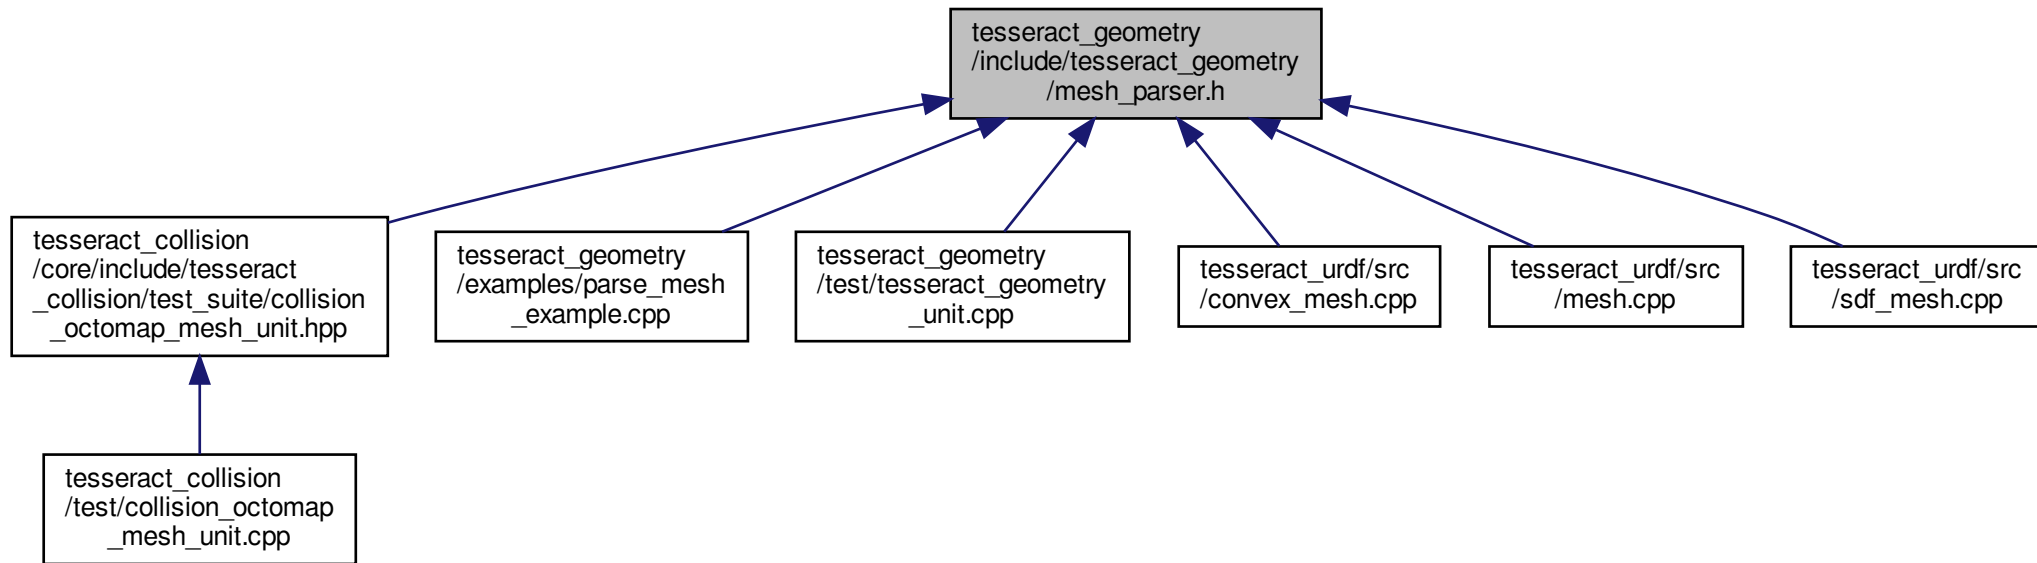 tesseract_geometry
/include/tesseract_geometry
/mesh_parser.h
tesseract_collision
/core/include/tesseract
_collision/test_suite/collision
_octomap_mesh_unit.hpp
tesseract_geometry
/examples/parse_mesh
_example.cpp
tesseract_geometry
/test/tesseract_geometry
_unit.cpp
tesseract_urdf/src
/convex_mesh.cpp
tesseract_urdf/src
/mesh.cpp
tesseract_urdf/src
/sdf_mesh.cpp
tesseract_collision
/test/collision_octomap
_mesh_unit.cpp